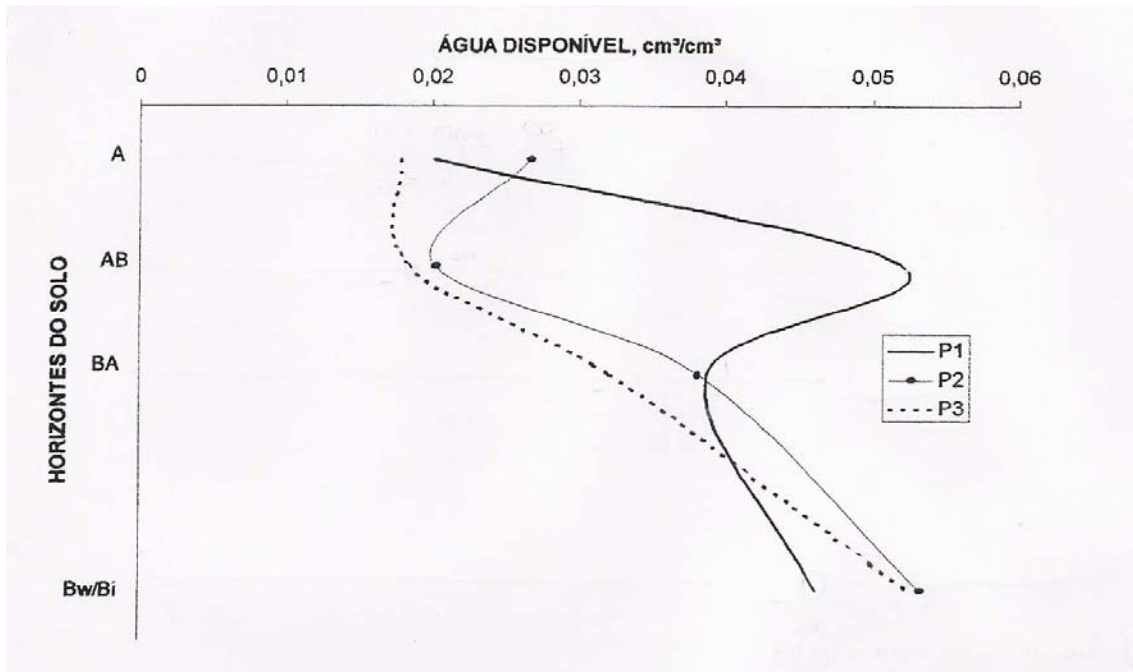 ÁGUA DISPONÍVEL, cm³/cm³
0 0,01 0,02 0,03 0,04 0,05 0,06
A
AB
BA
Bw/Bi
HORIZONTES DO SOLO
P1
P2
P3